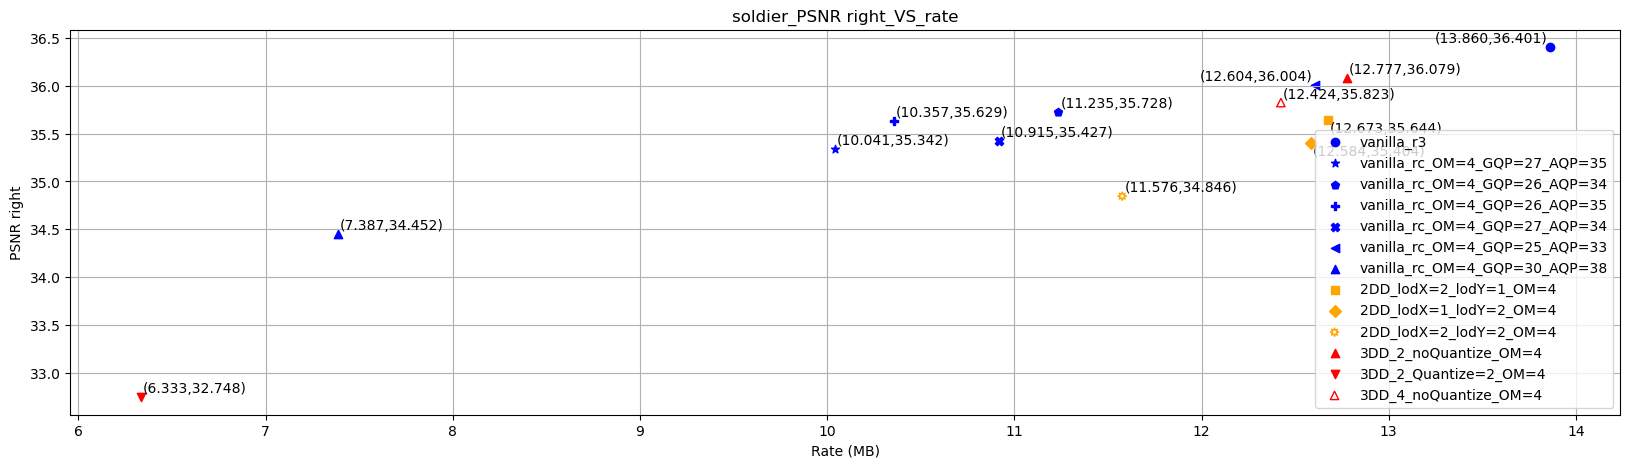 soldier_PSNR right_VS_rate
36.5
36.0
35.5
35.0
34.5
34.0
33.5
33.0
PSNR right
(13.860,36.401)
(12.777,36.079)
(12.604,36.004)
(12.424,35.823)
(11.235,35.728)
(10.357,35.629)
(12.673,35.644)
(10.915,35.427)
(10.041,35.342)
(12.584,35.404)
(11.576,34.846)
(7.387,34.452)
(6.333,32.748)
vanilla_r3
vanilla_rc_OM=4_GQP=27_AQP=35
vanilla_rc_OM=4_GQP=26_AQP=34
vanilla_rc_OM=4_GQP=26_AQP=35
vanilla_rc_OM=4_GQP=27_AQP=34
vanilla_rc_OM=4_GQP=25_AQP=33
vanilla_rc_OM=4_GQP=30_AQP=38
2DD_lodX=2_lodY=1_OM=4
2DD_lodX=1_lodY=2_OM=4
2DD_lodX=2_lodY=2_OM=4
3DD_2_noQuantize_OM=4
3DD_2_Quantize=2_OM=4
3DD_4_noQuantize_OM=4
6 7 8 9 10 11 12 13 14
Rate (MB)